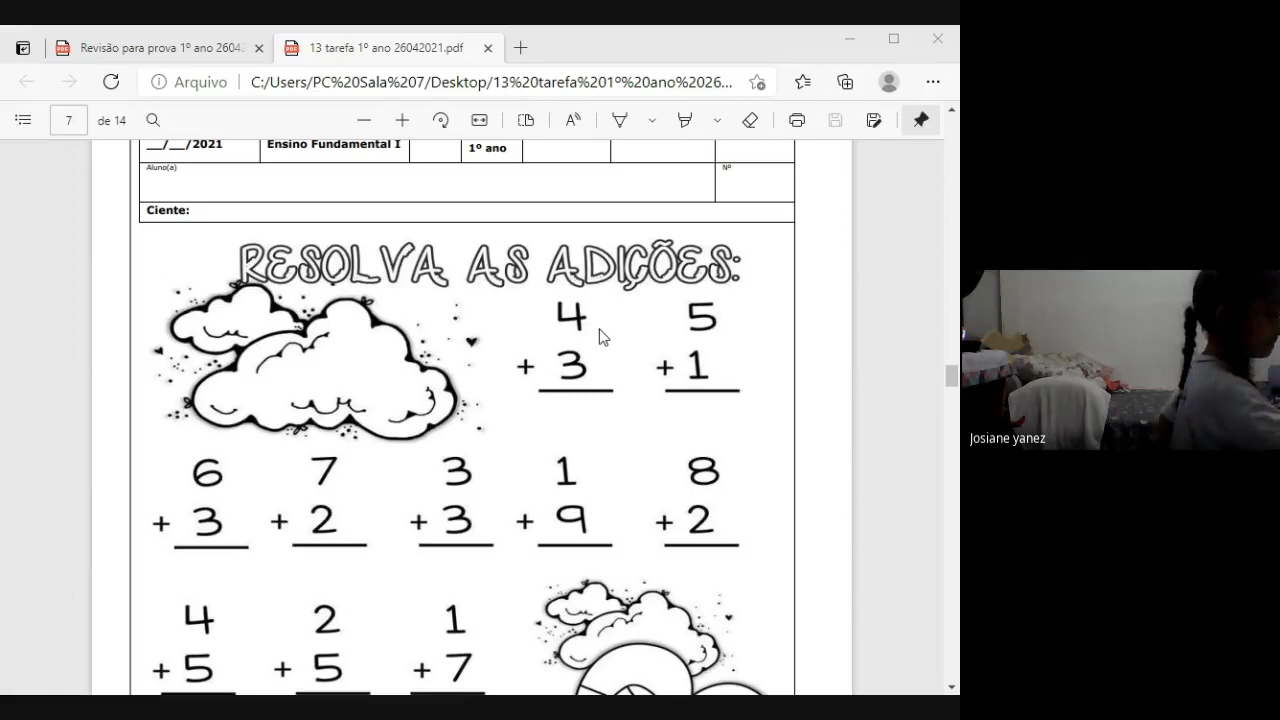 Revisão para prova 1º ano 2604
13 tarefa 1º ano 26042021.pdf
Arquivo
C:/Users/PC%20Sala%207/Desktop/13%20tarefa%201º%20ano%2026...
7
de 14
__/__/2021
Ensino Fundamental I
1º ano
Aluno(a)
Nº
Ciente:
RESOLVA AS ADIÇÕES:
4 5
+ 3 + 1
6 7 3 1 8
+ 3 + 2 + 3 + 9 + 2
4 2 1
+ 5 + 5 + 7
Josiane yanez